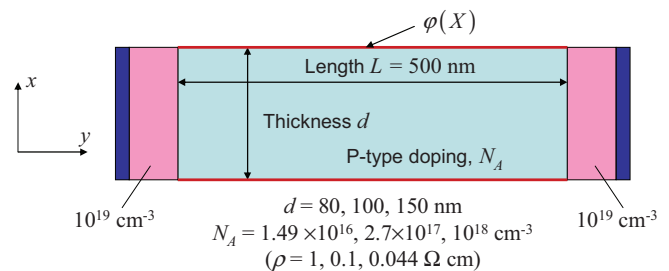 φ(X)
Length L = 500 nm
x
Thickness d
y
P-type doping, N_A
10^19 cm^-3
10^19 cm^-3
d = 80, 100, 150 nm
N_A = 1.49 ×10^16, 2.7×10^17, 10^18 cm^-3
(ρ = 1, 0.1, 0.044 Ω cm)